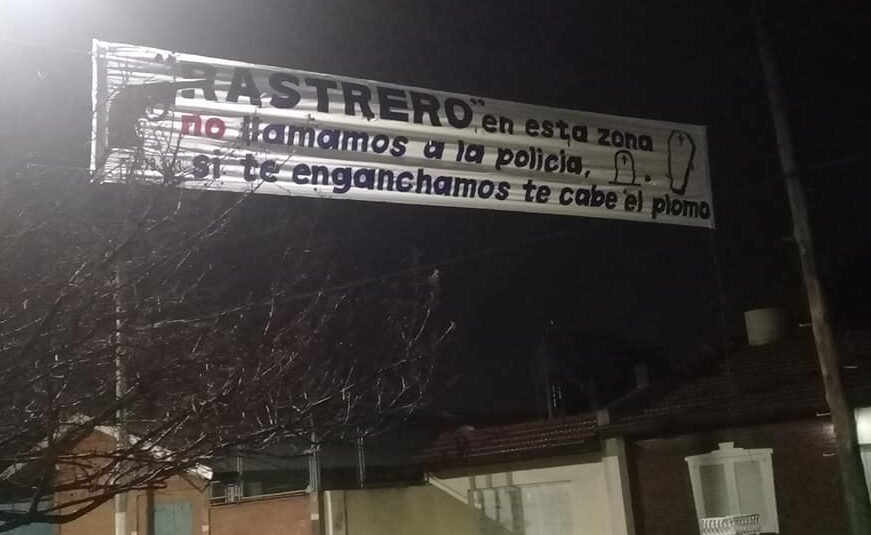 "RASTRERO" en esta zona
no llamamos a la policia,
si te enganchamos te cabe el plomo